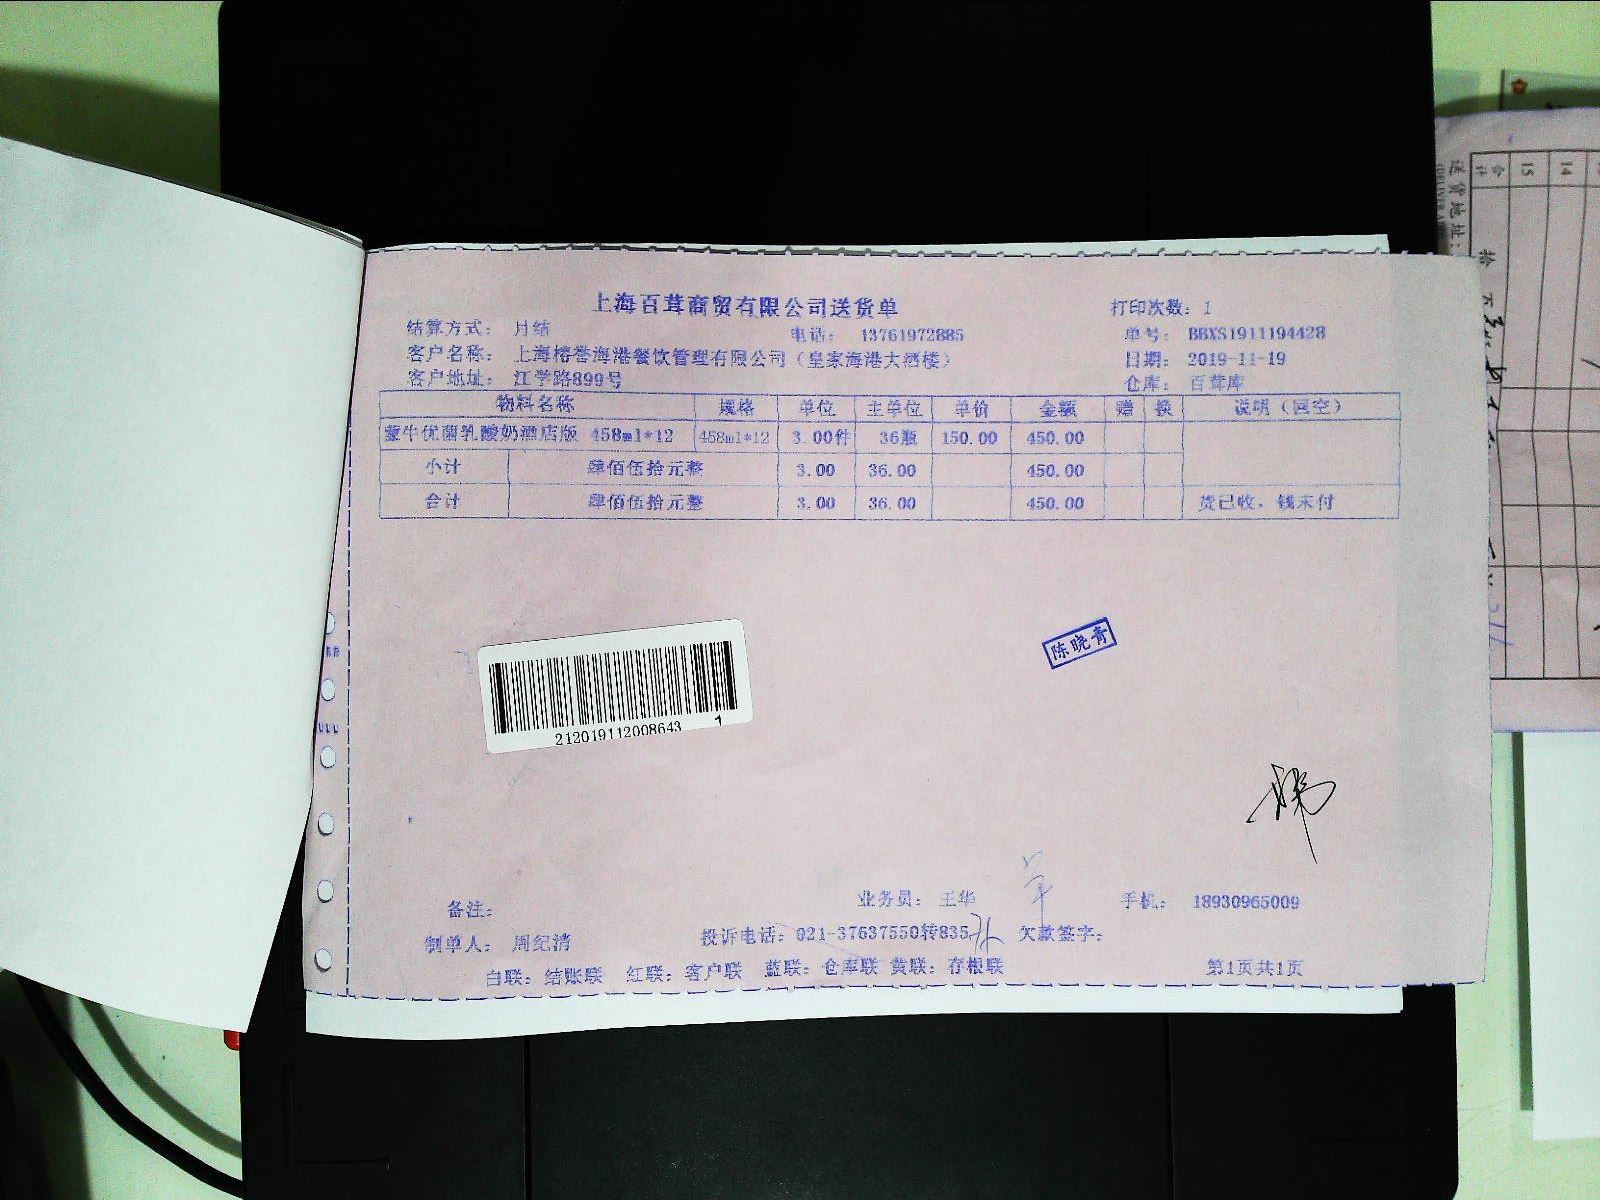 上海百茸商贸有限公司送货单
打印次数： 1
结算方式： 月结 电话： 13761972885 单号： BBXS1911194428
客户名称： 上海榕誉海港餐饮管理有限公司（皇家海港大酒楼） 日期： 2019-11-19
客户地址： 江学路899号 仓库： 百茸库
物料名称 规格 单位 主单位 单价 金额 赠 换 说明（回空）
蒙牛优菌乳酸奶酒店版 458ml*12 458ml*12 3.00件 36瓶 150.00 450.00
小计 肆佰伍拾元整 3.00 36.00 450.00
合计 肆佰伍拾元整 3.00 36.00 450.00 货已收，钱未付
陈晓青
212019112008643 1
备注： 业务员： 王华 手机： 18930965009
制单人： 周纪清 投诉电话：021-37637550转835 欠款签字：
白联：结账联 红联：客户联 蓝联：仓库联 黄联：存根联 第1页共1页
送货地址：
合计
15
14